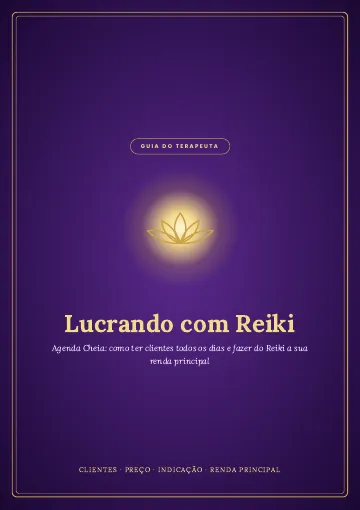 GUIA DO TERAPEUTA
Lucrando com Reiki
Agenda Cheia: como ter clientes todos os dias e fazer do Reiki a sua
renda principal
CLIENTES · PREÇO · INDICAÇÃO · RENDA PRINCIPAL